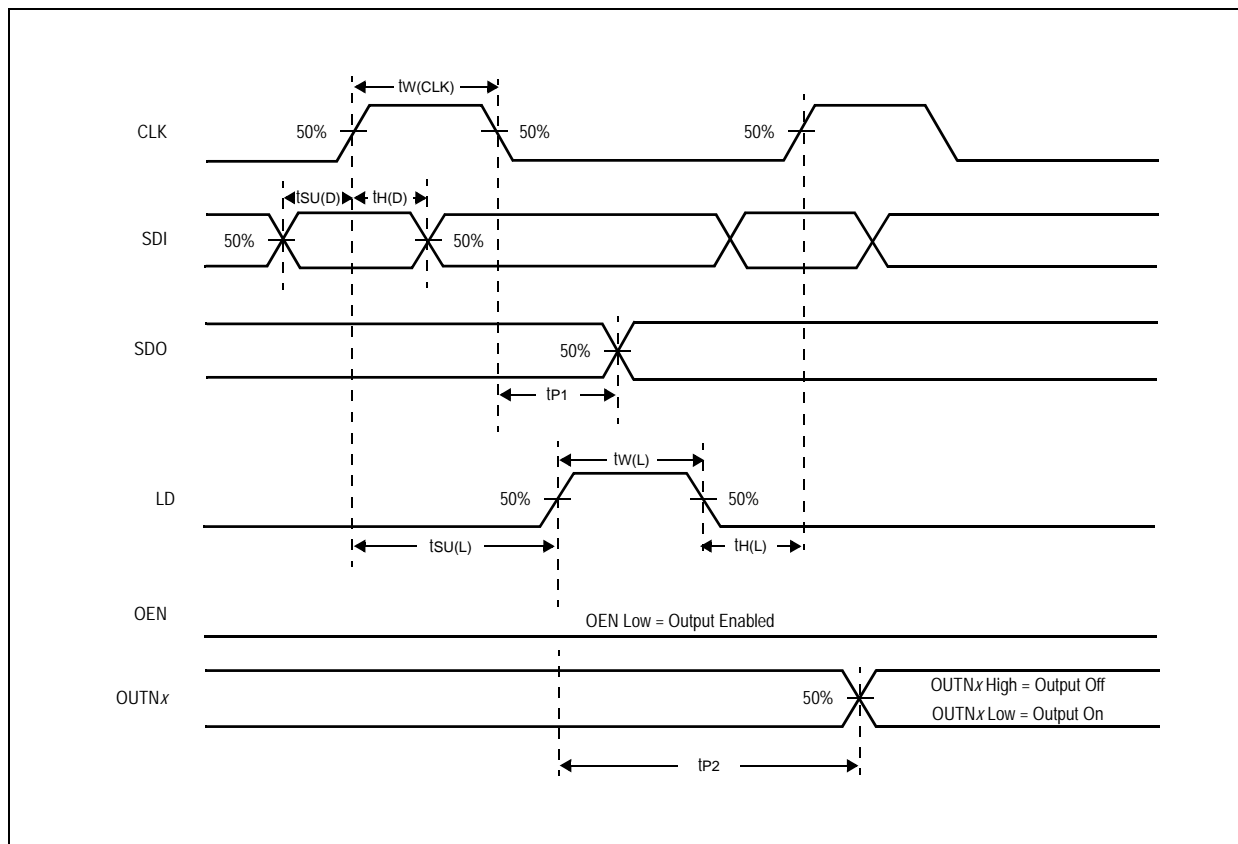 tW(CLK)
CLK
50%
50%
50%
tSU(D)
tH(D)
SDI
50%
50%
SDO
50%
tP1
tW(L)
LD
50%
50%
tSU(L)
tH(L)
OEN
OEN Low = Output Enabled
OUTNx
50%
OUTNx High = Output Off
OUTNx Low = Output On
tP2